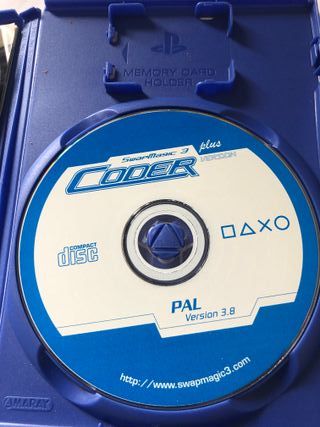 MEMORY CARD
HOLDER
SWAPMAGIC 3 plus
CODER VERSION
COMPACT
disc
PAL
Version 3.8
http://www.swapmagic3.com
AMARAY